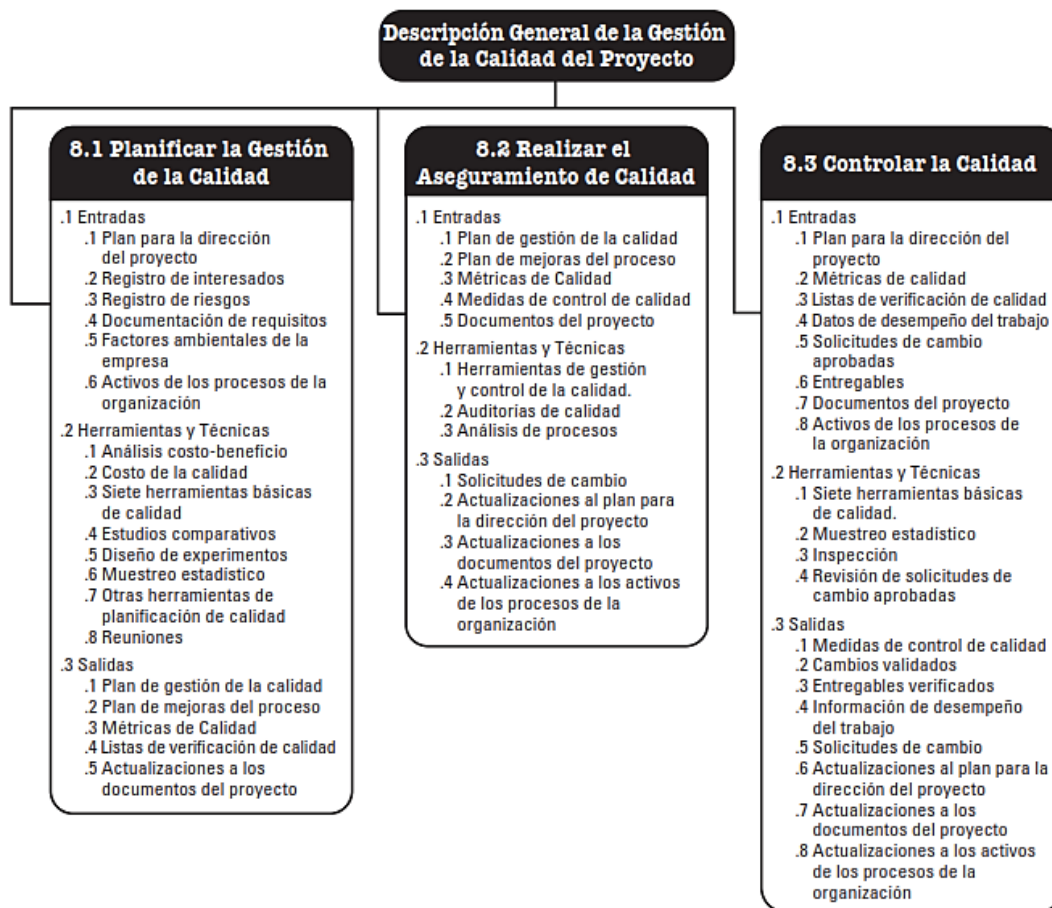 Descripción General de la Gestión
de la Calidad del Proyecto
8.1 Planificar la Gestión
de la Calidad
.1 Entradas
.1 Plan para la dirección
del proyecto
.2 Registro de interesados
.3 Registro de riesgos
.4 Documentación de requisitos
.5 Factores ambientales de la
empresa
.6 Activos de los procesos de la
organización
.2 Herramientas y Técnicas
.1 Análisis costo-beneficio
.2 Costo de la calidad
.3 Siete herramientas básicas
de calidad
.4 Estudios comparativos
.5 Diseño de experimentos
.6 Muestreo estadístico
.7 Otras herramientas de
planificación de calidad
.8 Reuniones
.3 Salidas
.1 Plan de gestión de la calidad
.2 Plan de mejoras del proceso
.3 Métricas de Calidad
.4 Listas de verificación de calidad
.5 Actualizaciones a los
documentos del proyecto
8.2 Realizar el
Aseguramiento de Calidad
.1 Entradas
.1 Plan de gestión de la calidad
.2 Plan de mejoras del proceso
.3 Métricas de Calidad
.4 Medidas de control de calidad
.5 Documentos del proyecto
.2 Herramientas y Técnicas
.1 Herramientas de gestión
y control de la calidad.
.2 Auditorías de calidad
.3 Análisis de procesos
.3 Salidas
.1 Solicitudes de cambio
.2 Actualizaciones al plan para
la dirección del proyecto
.3 Actualizaciones a los
documentos del proyecto
.4 Actualizaciones a los activos
de los procesos de la
organización
8.3 Controlar la Calidad
.1 Entradas
.1 Plan para la dirección del
proyecto
.2 Métricas de calidad
.3 Listas de verificación de calidad
.4 Datos de desempeño del trabajo
.5 Solicitudes de cambio
aprobadas
.6 Entregables
.7 Documentos del proyecto
.8 Activos de los procesos de
la organización
.2 Herramientas y Técnicas
.1 Siete herramientas básicas
de calidad.
.2 Muestreo estadístico
.3 Inspección
.4 Revisión de solicitudes de
cambio aprobadas
.3 Salidas
.1 Medidas de control de calidad
.2 Cambios validados
.3 Entregables verificados
.4 Información de desempeño
del trabajo
.5 Solicitudes de cambio
.6 Actualizaciones al plan para la
dirección del proyecto
.7 Actualizaciones a los
documentos del proyecto
.8 Actualizaciones a los activos
de los procesos de la
organización